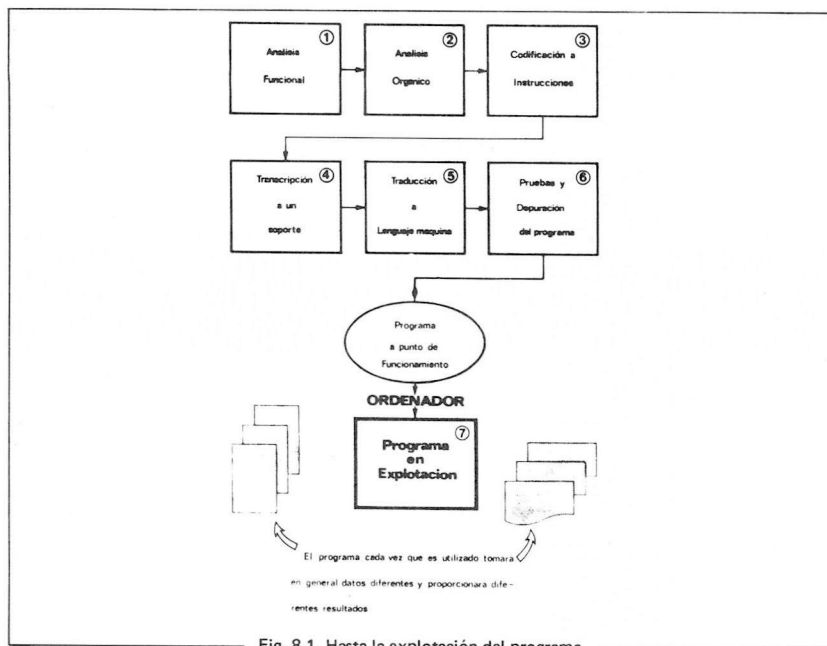 ①
Analisis
Funcional
②
Analisis
Organico
③
Codificación a
Instrucciones
④
Transcripción
a un
soporte
⑤
Traducción
a
Lenguaje maquina
⑥
Pruebas y
Depuración
del programa
Programa
a punto de
Funcionamiento
ORDENADOR
⑦
Programa
en
Explotacion
El programa cada vez que es utilizado tomara
en general datos diferentes y proporcionara dife-
rentes resultados
Fig. 8.1. Hasta la explotación del programa